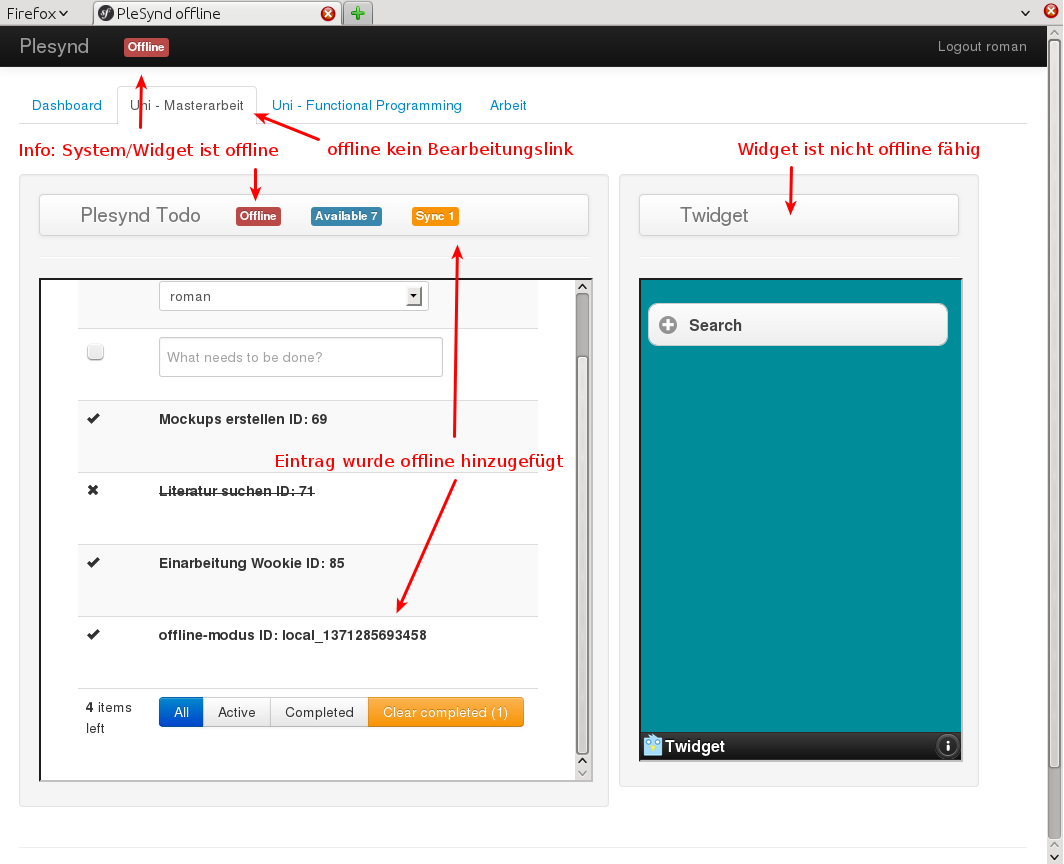 Firefox
PleSynd offline
Plesynd
Offline
Logout roman
Dashboard
Uni - Masterarbeit
Uni - Functional Programming
Arbeit
Info: System/Widget ist offline
offline kein Bearbeitungslink
Widget ist nicht offline fähig
Plesynd Todo
Offline
Available 7
Sync 1
Twidget
roman
What needs to be done?
Mockups erstellen ID: 69
Eintrag wurde offline hinzugefügt
Literatur suchen ID: 71
Einarbeitung Wookie ID: 85
offline-modus ID: local_1371285693458
4 items
left
All
Active
Completed
Clear completed (1)
Search
Twidget